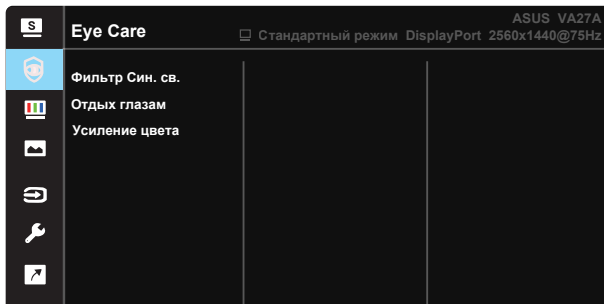 S
ASUS VA27A
Eye Care
Стандартный режим DisplayPort 2560x1440@75Hz
Фильтр Син. св.
Отдых глазам
Усиление цвета